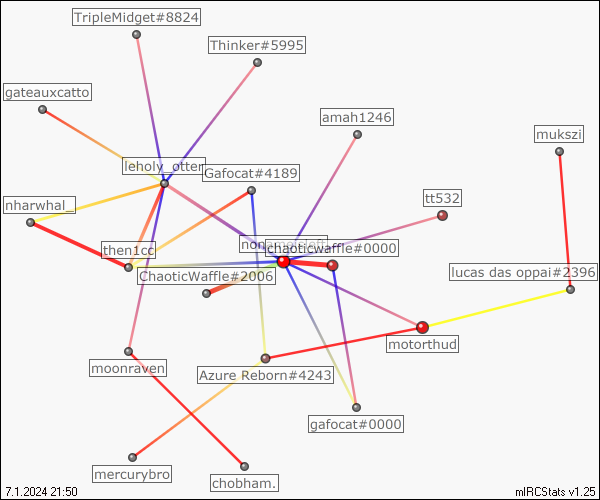 TripleMidget#8824
Thinker#5995
gateauxcatto
amah1246
mukszi
leholy_otter
Gafocat#4189
nharwhal_
tt532
then1cc
chaoticwaffle#0000
ChaoticWaffle#2006
lucas das oppai#2396
motorthud
moonraven
Azure Reborn#4243
gafocat#0000
mercurybro
chobham.
7.1.2024 21:50
mIRCStats v1.25